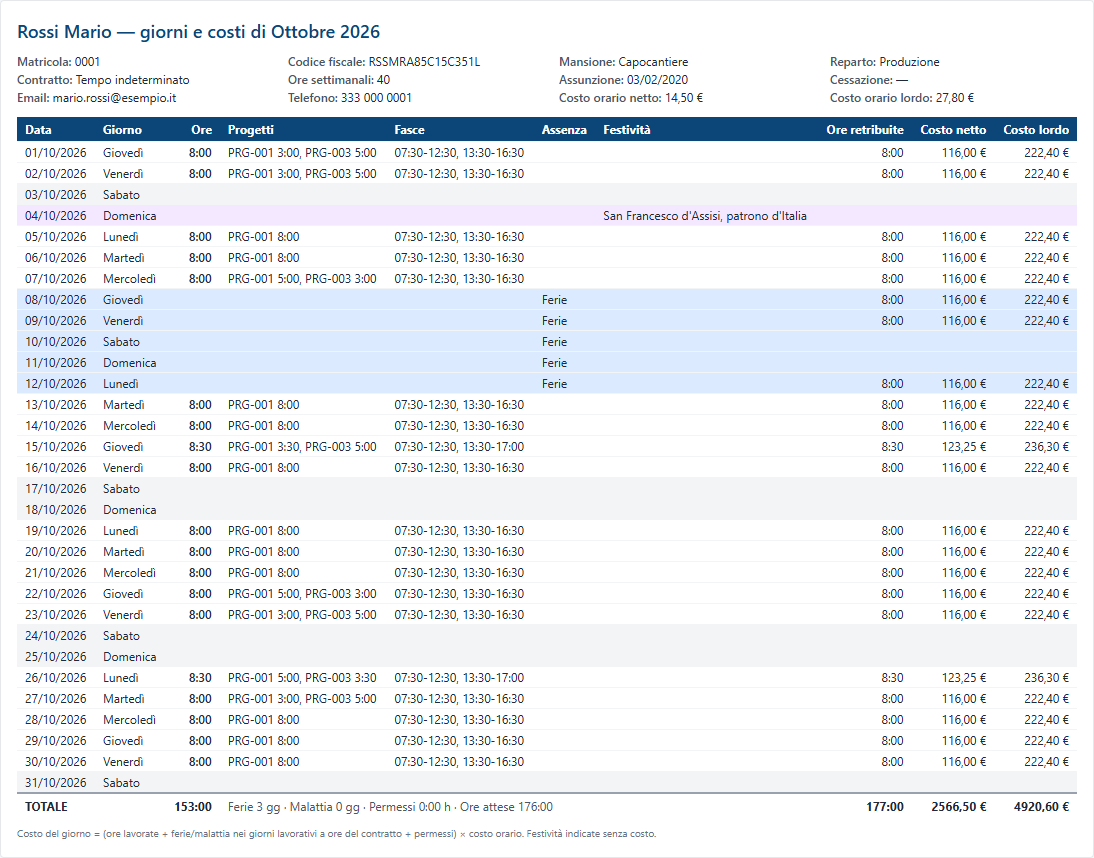 Rossi Mario — giorni e costi di Ottobre 2026
Matricola: 0001 Codice fiscale: RSSMRA85C15C351L Mansione: Capocantiere Reparto: Produzione
Contratto: Tempo indeterminato Ore settimanali: 40 Assunzione: 03/02/2020 Cessazione: —
Email: mario.rossi@esempio.it Telefono: 333 000 0001 Costo orario netto: 14,50 € Costo orario lordo: 27,80 €
Data Giorno Ore Progetti Fasce Assenza Festività Ore retribuite Costo netto Costo lordo
01/10/2026 Giovedì 8:00 PRG-001 3:00, PRG-003 5:00 07:30-12:30, 13:30-16:30 8:00 116,00 € 222,40 €
02/10/2026 Venerdì 8:00 PRG-001 3:00, PRG-003 5:00 07:30-12:30, 13:30-16:30 8:00 116,00 € 222,40 €
03/10/2026 Sabato
04/10/2026 Domenica San Francesco d'Assisi, patrono d'Italia
05/10/2026 Lunedì 8:00 PRG-001 8:00 07:30-12:30, 13:30-16:30 8:00 116,00 € 222,40 €
06/10/2026 Martedì 8:00 PRG-001 8:00 07:30-12:30, 13:30-16:30 8:00 116,00 € 222,40 €
07/10/2026 Mercoledì 8:00 PRG-001 5:00, PRG-003 3:00 07:30-12:30, 13:30-16:30 8:00 116,00 € 222,40 €
08/10/2026 Giovedì Ferie 8:00 116,00 € 222,40 €
09/10/2026 Venerdì Ferie 8:00 116,00 € 222,40 €
10/10/2026 Sabato Ferie
11/10/2026 Domenica Ferie
12/10/2026 Lunedì Ferie 8:00 116,00 € 222,40 €
13/10/2026 Martedì 8:00 PRG-001 8:00 07:30-12:30, 13:30-16:30 8:00 116,00 € 222,40 €
14/10/2026 Mercoledì 8:00 PRG-001 8:00 07:30-12:30, 13:30-16:30 8:00 116,00 € 222,40 €
15/10/2026 Giovedì 8:30 PRG-001 3:30, PRG-003 5:00 07:30-12:30, 13:30-17:00 8:30 123,25 € 236,30 €
16/10/2026 Venerdì 8:00 PRG-001 8:00 07:30-12:30, 13:30-16:30 8:00 116,00 € 222,40 €
17/10/2026 Sabato
18/10/2026 Domenica
19/10/2026 Lunedì 8:00 PRG-001 8:00 07:30-12:30, 13:30-16:30 8:00 116,00 € 222,40 €
20/10/2026 Martedì 8:00 PRG-001 8:00 07:30-12:30, 13:30-16:30 8:00 116,00 € 222,40 €
21/10/2026 Mercoledì 8:00 PRG-001 8:00 07:30-12:30, 13:30-16:30 8:00 116,00 € 222,40 €
22/10/2026 Giovedì 8:00 PRG-001 5:00, PRG-003 3:00 07:30-12:30, 13:30-16:30 8:00 116,00 € 222,40 €
23/10/2026 Venerdì 8:00 PRG-001 3:00, PRG-003 5:00 07:30-12:30, 13:30-16:30 8:00 116,00 € 222,40 €
24/10/2026 Sabato
25/10/2026 Domenica
26/10/2026 Lunedì 8:30 PRG-001 5:00, PRG-003 3:30 07:30-12:30, 13:30-17:00 8:30 123,25 € 236,30 €
27/10/2026 Martedì 8:00 PRG-001 3:00, PRG-003 5:00 07:30-12:30, 13:30-16:30 8:00 116,00 € 222,40 €
28/10/2026 Mercoledì 8:00 PRG-001 8:00 07:30-12:30, 13:30-16:30 8:00 116,00 € 222,40 €
29/10/2026 Giovedì 8:00 PRG-001 8:00 07:30-12:30, 13:30-16:30 8:00 116,00 € 222,40 €
30/10/2026 Venerdì 8:00 PRG-001 8:00 07:30-12:30, 13:30-16:30 8:00 116,00 € 222,40 €
31/10/2026 Sabato
TOTALE 153:00 Ferie 3 gg · Malattia 0 gg · Permessi 0:00 h · Ore attese 176:00 177:00 2566,50 € 4920,60 €
Costo del giorno = (ore lavorate + ferie/malattia nei giorni lavorativi a ore del contratto + permessi) × costo orario. Festività indicate senza costo.